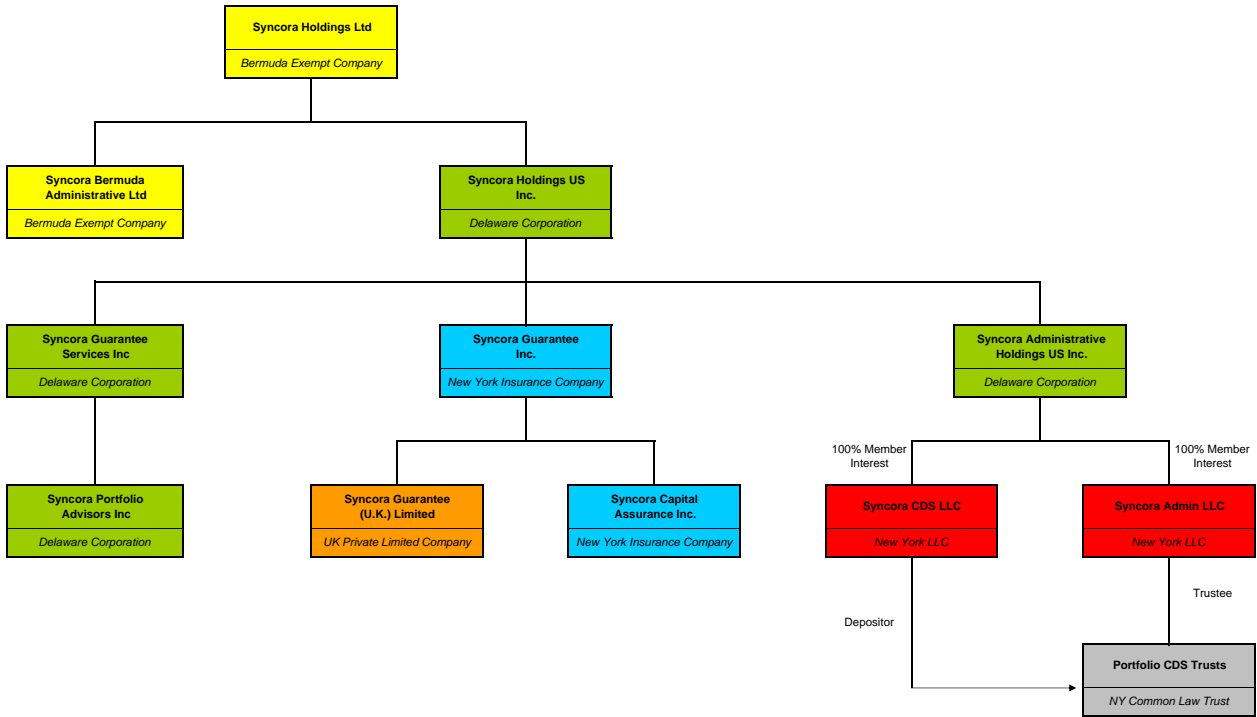 Syncora Holdings Ltd
Bermuda Exempt Company
Syncora Bermuda
Administrative Ltd
Bermuda Exempt Company
Syncora Holdings US
Inc.
Delaware Corporation
Syncora Guarantee
Services Inc
Delaware Corporation
Syncora Guarantee
Inc.
New York Insurance Company
Syncora Administrative
Holdings US Inc.
Delaware Corporation
100% Member
Interest
100% Member
Interest
Syncora Portfolio
Advisors Inc
Delaware Corporation
Syncora Guarantee
(U.K.) Limited
UK Private Limited Company
Syncora Capital
Assurance Inc.
New York Insurance Company
Syncora CDS LLC
New York LLC
Syncora Admin LLC
New York LLC
Depositor
Trustee
Portfolio CDS Trusts
NY Common Law Trust